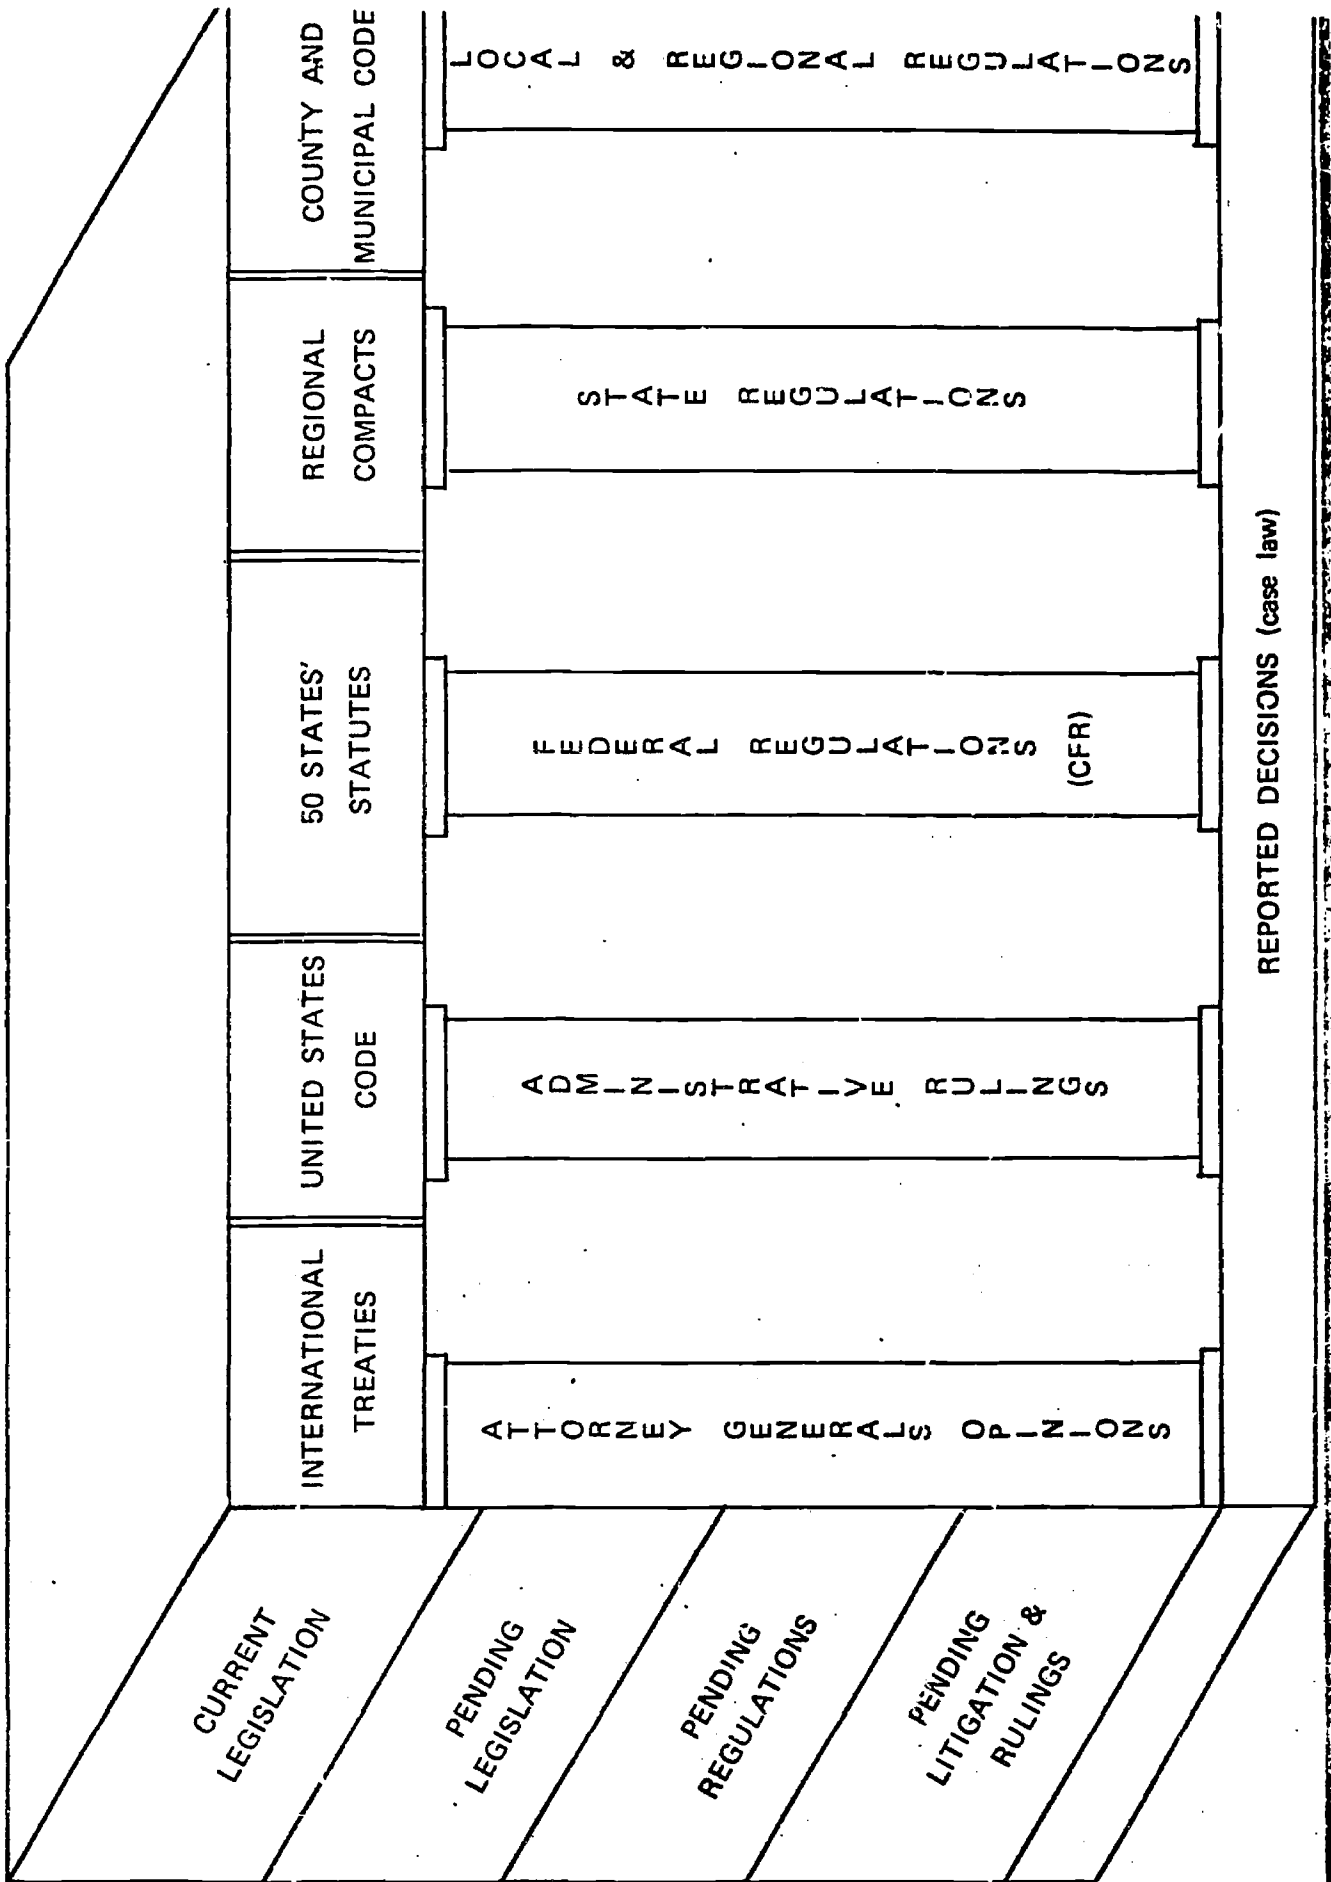 INTERNATIONAL
TREATIES
UNITED STATES
CODE
50 STATES'
STATUTES
REGIONAL
COMPACTS
COUNTY AND
MUNICIPAL CODE
CURRENT
LEGISLATION
PENDING
LEGISLATION
PENDING
REGULATIONS
PENDING
LITIGATION &
RULINGS
ATTORNEY GENERALS OPINIONS
ADMINISTRATIVE RULINGS
FEDERAL REGULATIONS
(CFR)
STATE REGULATIONS
LOCAL & REGIONAL REGULATIONS
REPORTED DECISIONS (case law)